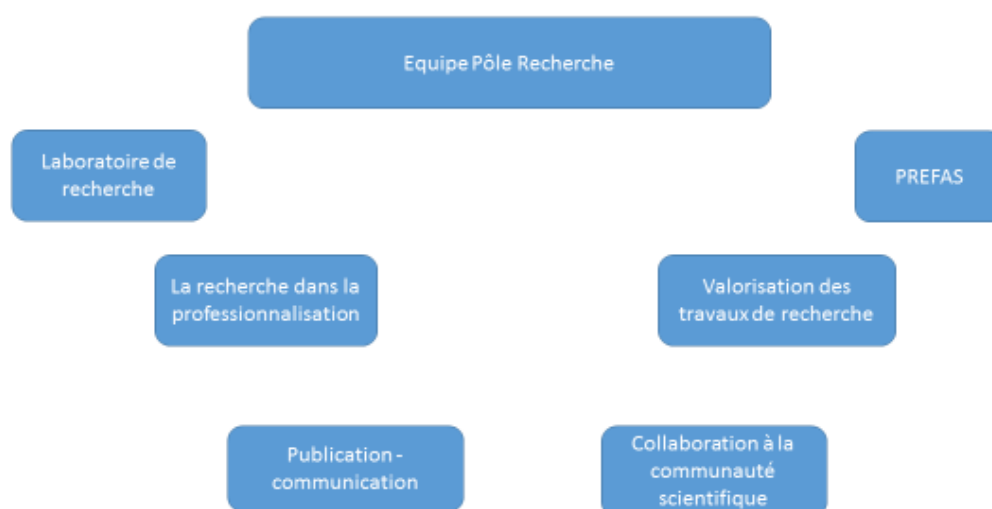 Equipe Pôle Recherche
Laboratoire de
recherche
PREFAS
La recherche dans la
professionnalisation
Valorisation des
travaux de recherche
Publication -
communication
Collaboration à la
communauté
scientifique